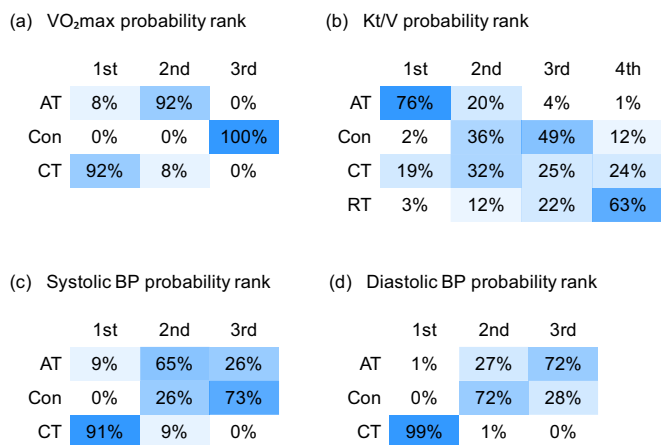 (a) VO₂max probability rank
1st 2nd 3rd
AT 8% 92% 0%
Con 0% 0% 100%
CT 92% 8% 0%
(b) Kt/V probability rank
1st 2nd 3rd 4th
AT 76% 20% 4% 1%
Con 2% 36% 49% 12%
CT 19% 32% 25% 24%
RT 3% 12% 22% 63%
(c) Systolic BP probability rank
1st 2nd 3rd
AT 9% 65% 26%
Con 0% 26% 73%
CT 91% 9% 0%
(d) Diastolic BP probability rank
1st 2nd 3rd
AT 1% 27% 72%
Con 0% 72% 28%
CT 99% 1% 0%